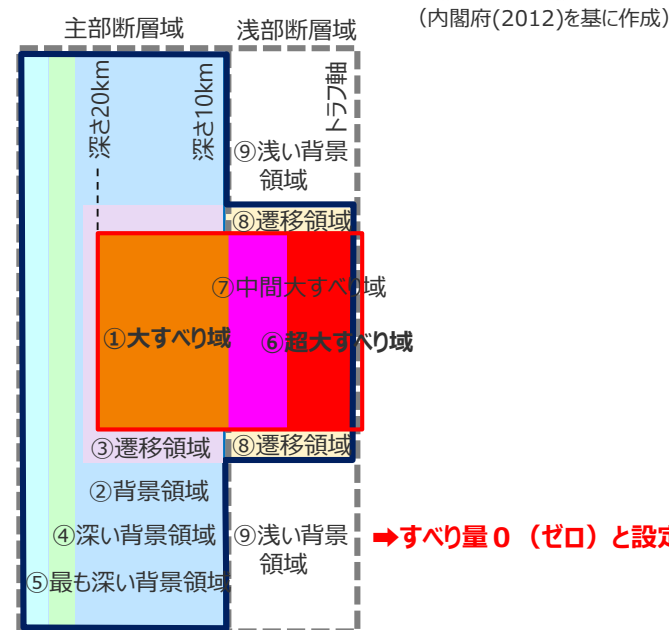 （内閣府(2012)を基に作成）
主部断層域
浅部断層域
深さ20km
深さ10km
トラフ軸
⑨浅い背景
領域
⑧遷移領域
⑦中間大すべり域
①大すべり域
⑥超大すべり域
③遷移領域
⑧遷移領域
②背景領域
④深い背景領域
⑨浅い背景
領域
➡すべり量０（ゼロ）と設定
⑤最も深い背景領域